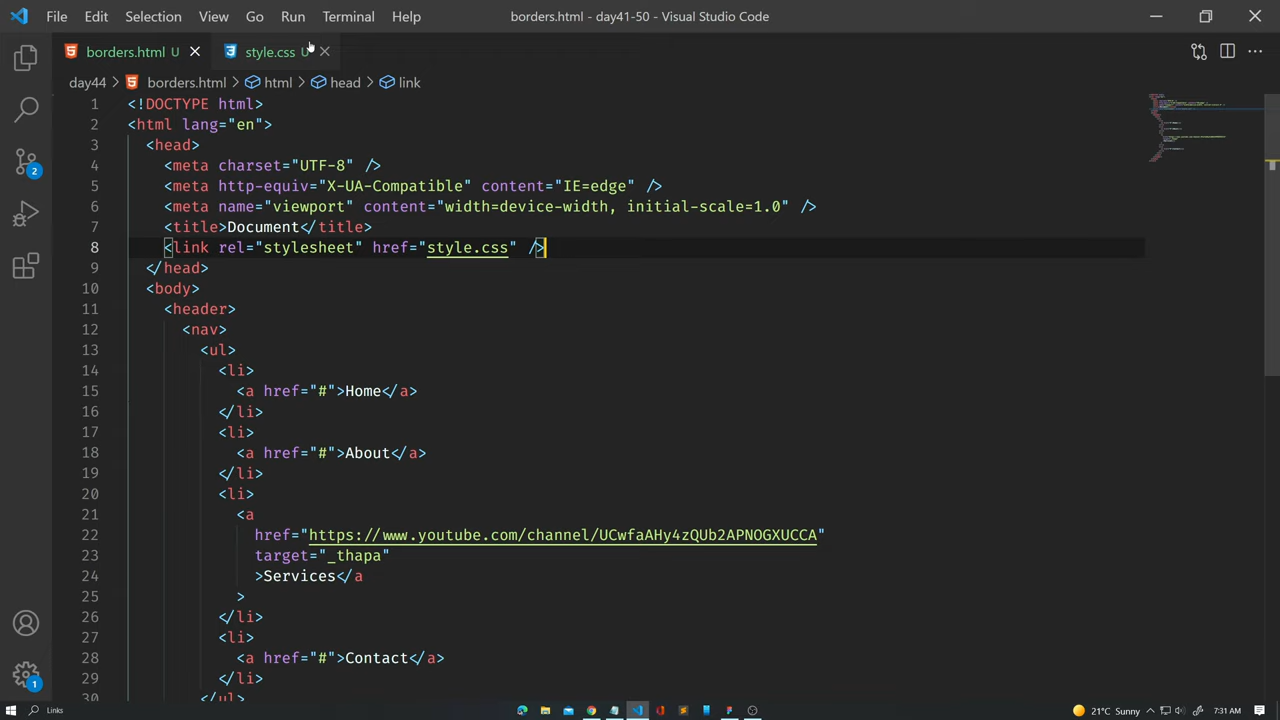 File Edit Selection View Go Run Terminal Help borders.html - day41-50 - Visual Studio Code
borders.html U style.css U
day44 borders.html html head link
1 <!DOCTYPE html>
2 <html lang="en">
3 <head>
4 <meta charset="UTF-8" />
5 <meta http-equiv="X-UA-Compatible" content="IE=edge" />
6 <meta name="viewport" content="width=device-width, initial-scale=1.0" />
7 <title>Document</title>
8 <link rel="stylesheet" href="style.css" />
9 </head>
10 <body>
11 <header>
12 <nav>
13 <ul>
14 <li>
15 <a href="#">Home</a>
16 </li>
17 <li>
18 <a href="#">About</a>
19 </li>
20 <li>
21 <a
22 href="https://www.youtube.com/channel/UCwfaAHy4zQUb2APNOGXUCCA"
23 target="_thapa"
24 >Services</a
25 >
26 </li>
27 <li>
28 <a href="#">Contact</a>
29 </li>
30 </ul>
2
1
Links 21°C Sunny 7:31 AM